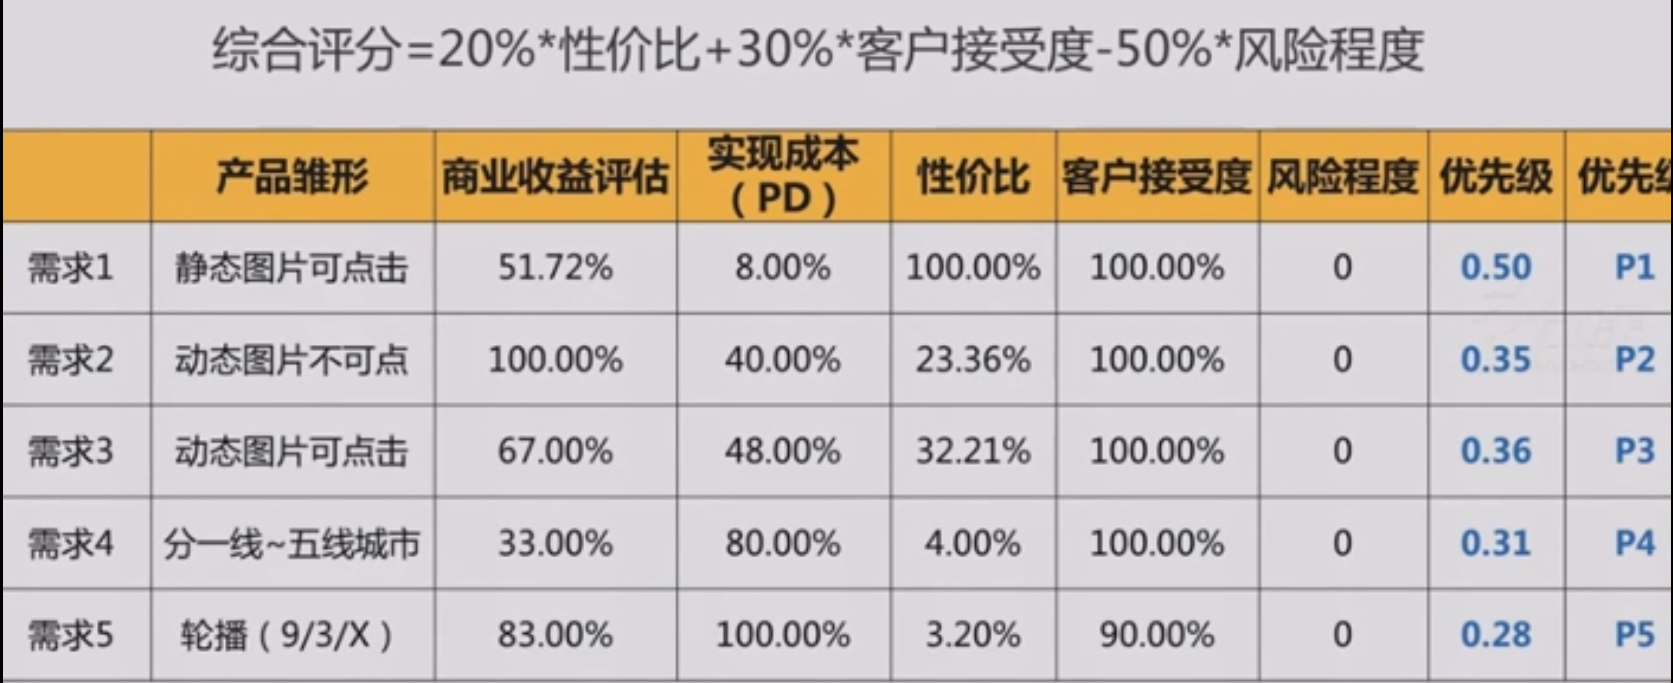 综合评分=20%*性价比+30%*客户接受度-50%*风险程度
产品雏形 商业收益评估 实现成本（PD） 性价比 客户接受度 风险程度 优先级 优先级
需求1 静态图片可点击 51.72% 8.00% 100.00% 100.00% 0 0.50 P1
需求2 动态图片不可点 100.00% 40.00% 23.36% 100.00% 0 0.35 P2
需求3 动态图片可点击 67.00% 48.00% 32.21% 100.00% 0 0.36 P3
需求4 分一线~五线城市 33.00% 80.00% 4.00% 100.00% 0 0.31 P4
需求5 轮播（9/3/X） 83.00% 100.00% 3.20% 90.00% 0 0.28 P5